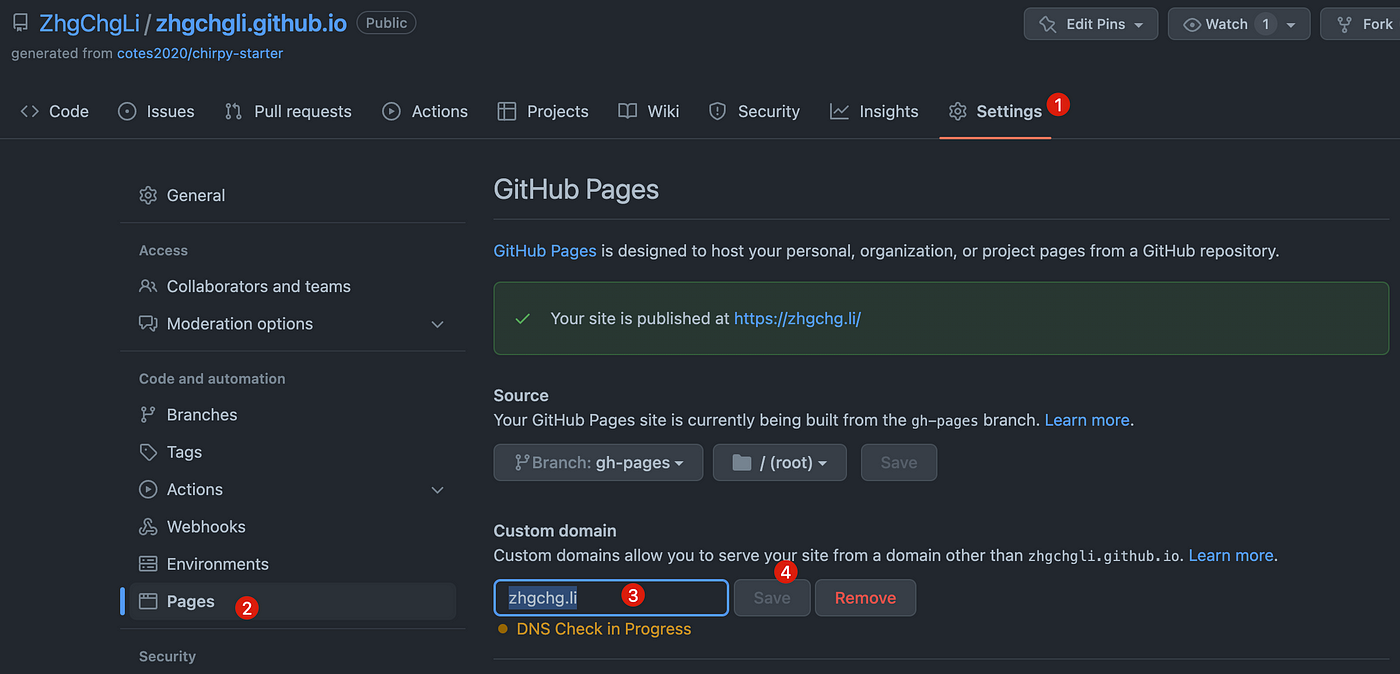 ZhgChgLi / zhgchgli.github.io Public
Edit Pins Watch 1 Fork
generated from cotes2020/chirpy-starter
Code Issues Pull requests Actions Projects Wiki Security Insights Settings 1
General
Access
Collaborators and teams
Moderation options
Code and automation
Branches
Tags
Actions
Webhooks
Environments
Pages 2
Security
GitHub Pages
GitHub Pages is designed to host your personal, organization, or project pages from a GitHub repository.
Your site is published at https://zhgchg.li/
Source
Your GitHub Pages site is currently being built from the gh-pages branch. Learn more.
Branch: gh-pages / (root) Save
Custom domain
Custom domains allow you to serve your site from a domain other than zhgchgli.github.io. Learn more.
4
zhgchg.li 3 Save Remove
DNS Check in Progress